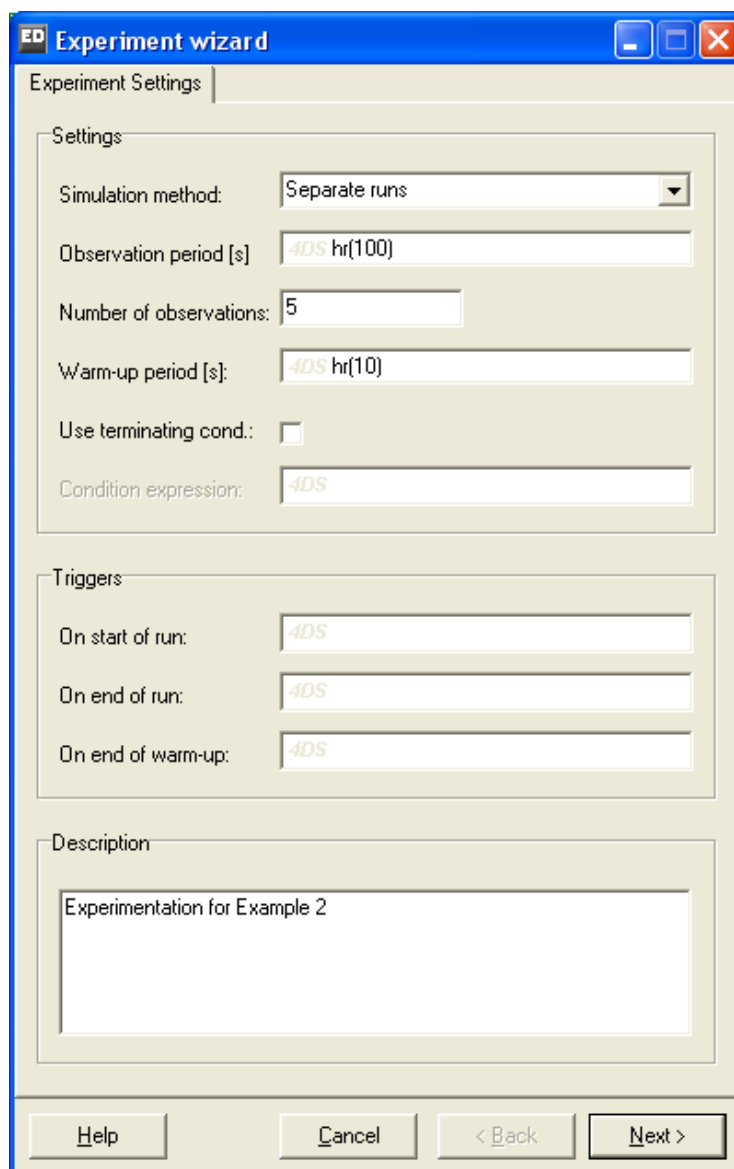 ED Experiment wizard
Experiment Settings
Settings
Simulation method: Separate runs
Observation period [s] 4DS hr(100)
Number of observations: 5
Warm-up period [s]: 4DS hr(10)
Use terminating cond.:
Condition expression: 4DS
Triggers
On start of run: 4DS
On end of run: 4DS
On end of warm-up: 4DS
Description
Experimentation for Example 2
Help Cancel < Back Next >